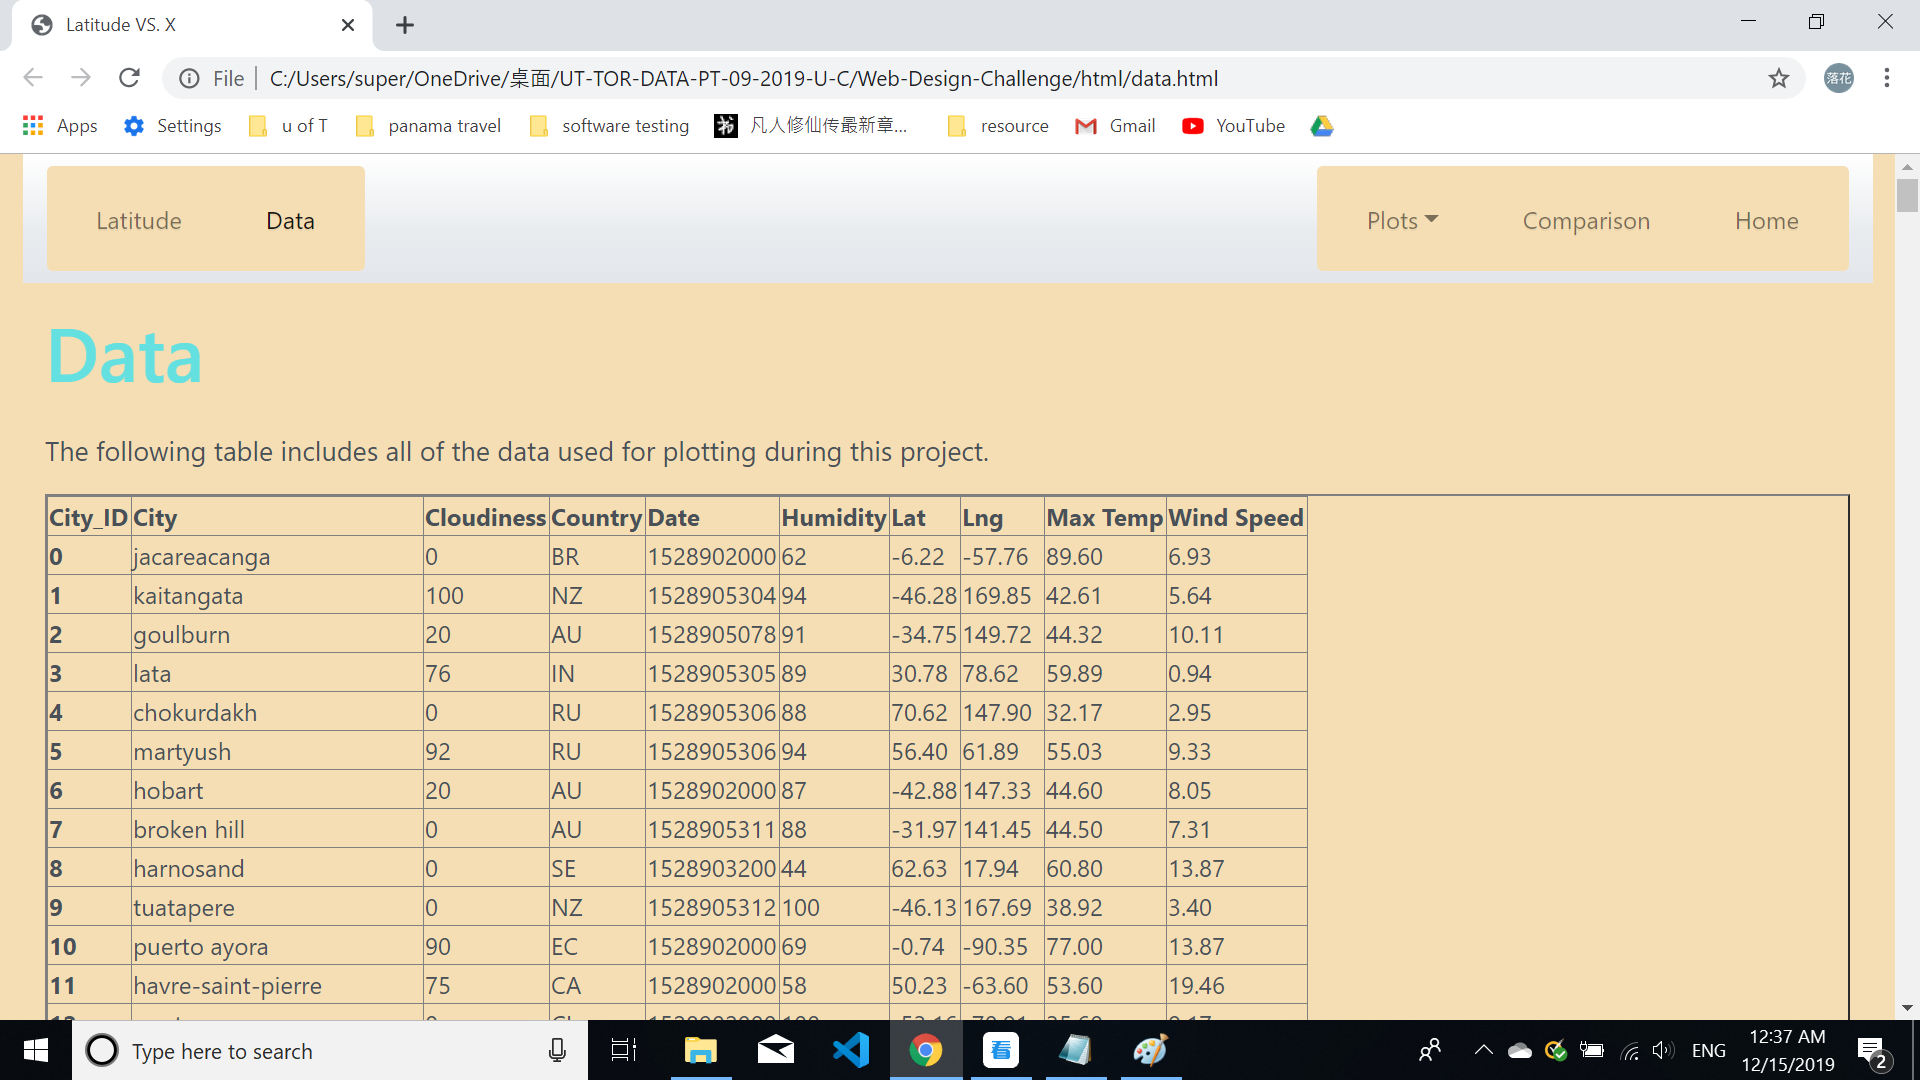 Latitude VS. X
File C:/Users/super/OneDrive/桌面/UT-TOR-DATA-PT-09-2019-U-C/Web-Design-Challenge/html/data.html
落花
Apps Settings u of T panama travel software testing 凡人修仙传最新章... resource Gmail YouTube
Latitude Data Plots Comparison Home
Data
The following table includes all of the data used for plotting during this project.
City_ID City Cloudiness Country Date Humidity Lat Lng Max Temp Wind Speed
0 jacareacanga 0 BR 1528902000 62 -6.22 -57.76 89.60 6.93
1 kaitangata 100 NZ 1528905304 94 -46.28 169.85 42.61 5.64
2 goulburn 20 AU 1528905078 91 -34.75 149.72 44.32 10.11
3 lata 76 IN 1528905305 89 30.78 78.62 59.89 0.94
4 chokurdakh 0 RU 1528905306 88 70.62 147.90 32.17 2.95
5 martyush 92 RU 1528905306 94 56.40 61.89 55.03 9.33
6 hobart 20 AU 1528902000 87 -42.88 147.33 44.60 8.05
7 broken hill 0 AU 1528905311 88 -31.97 141.45 44.50 7.31
8 harnosand 0 SE 1528903200 44 62.63 17.94 60.80 13.87
9 tuatapere 0 NZ 1528905312 100 -46.13 167.69 38.92 3.40
10 puerto ayora 90 EC 1528902000 69 -0.74 -90.35 77.00 13.87
11 havre-saint-pierre 75 CA 1528902000 58 50.23 -63.60 53.60 19.46
Type here to search
看
ENG
12:37 AM
12/15/2019
2